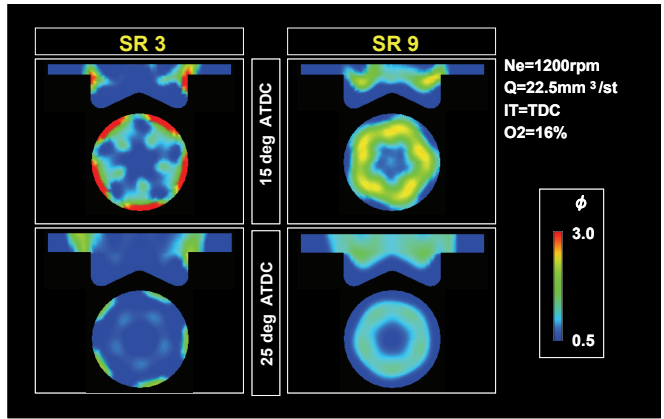 SR 3
SR 9
Ne=1200rpm
Q=22.5mm ³/st
IT=TDC
O2=16%
15 deg ATDC
25 deg ATDC
ϕ
3.0
0.5